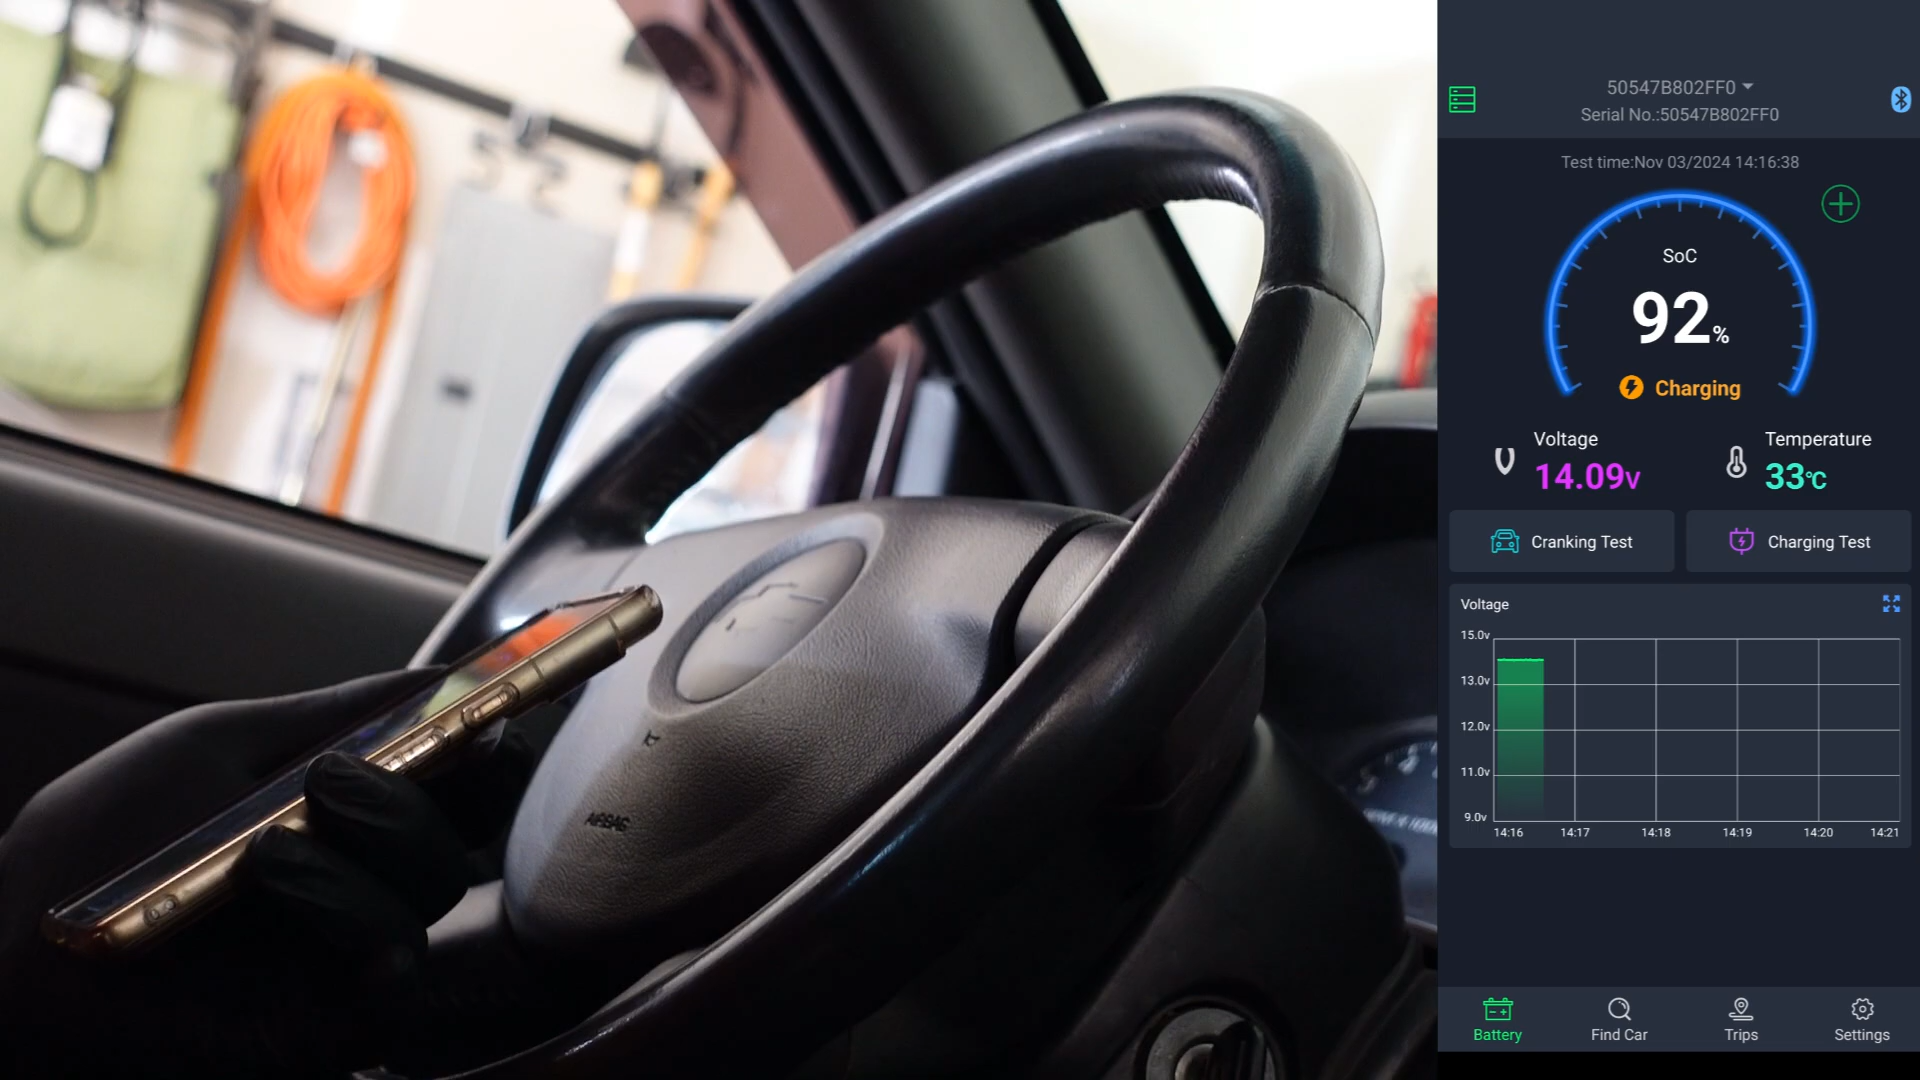 AIRBAG
50547B802FF0
Serial No.:50547B802FF0
Test time:Nov 03/2024 14:16:38
SoC
92%
Charging
Voltage
14.09V
Temperature
33°C
Cranking Test
Charging Test
Voltage
15.0v
13.0v
12.0v
11.0v
9.0v
14:16 14:17 14:18 14:19 14:20 14:21
Battery
Find Car
Trips
Settings